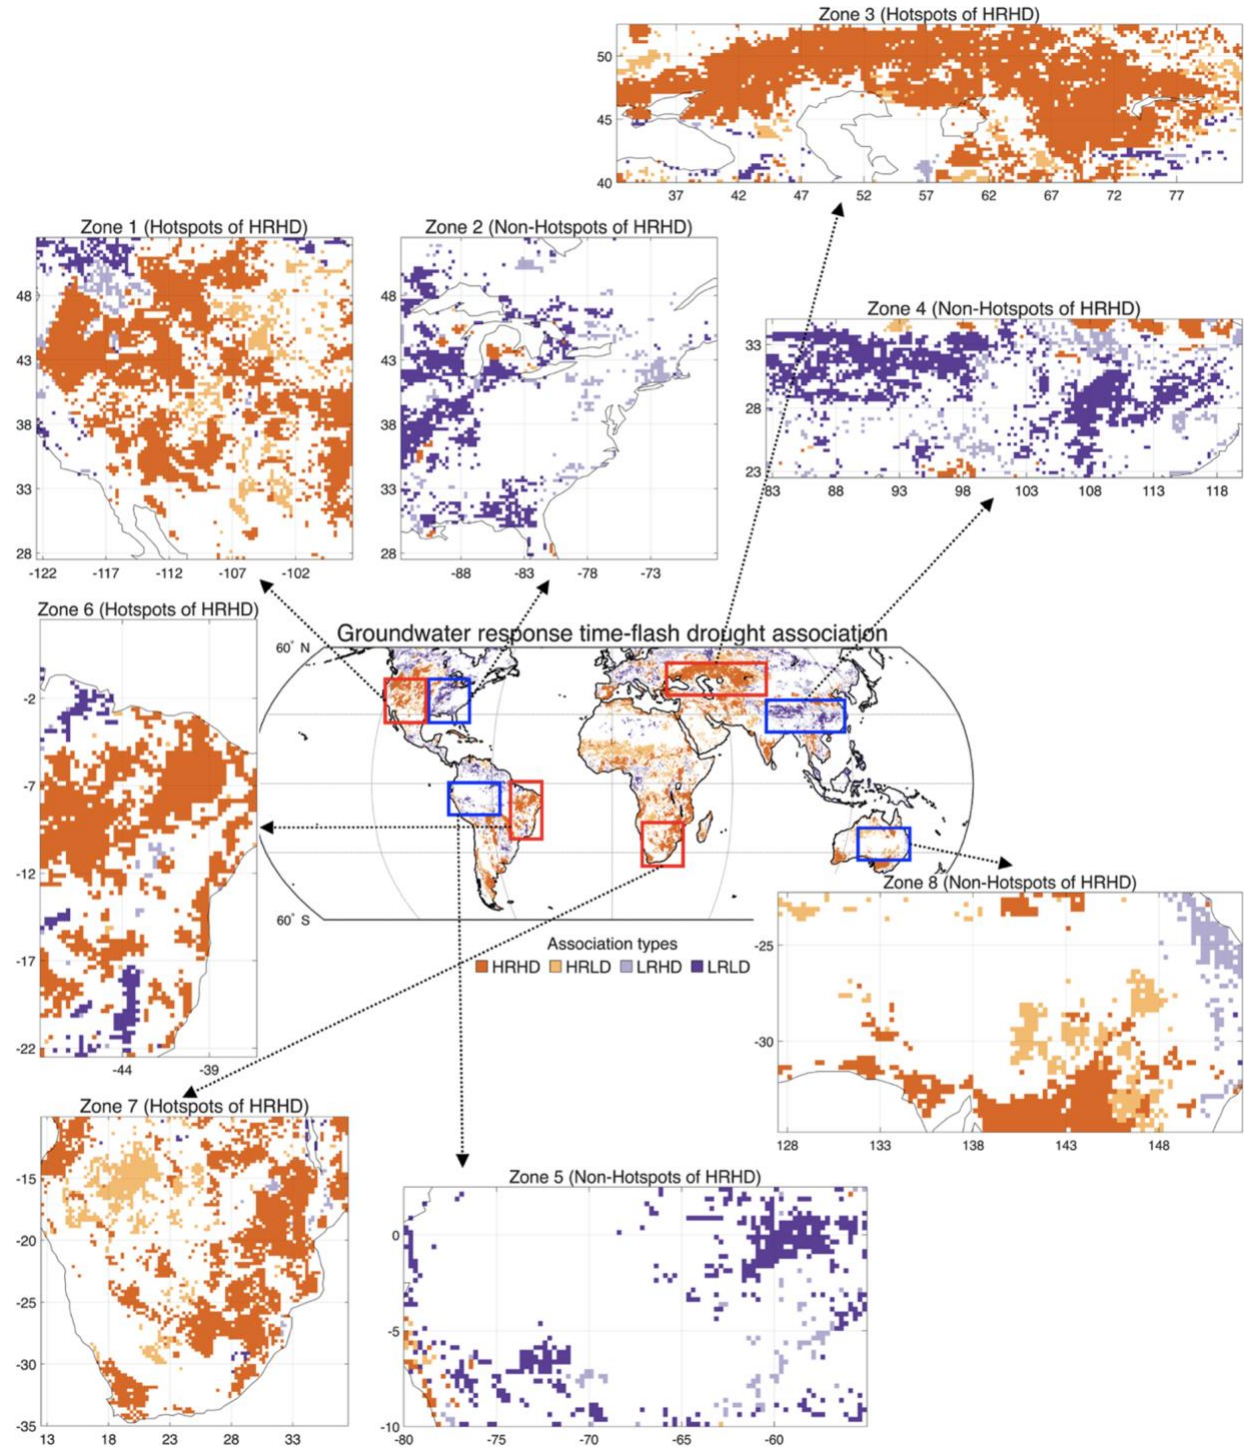 Zone 3 (Hotspots of HRHD)
50
45
40
37 42 47 52 57 62 67 72 77
Zone 1 (Hotspots of HRHD)
48
43
38
33
28
-122 -117 -112 -107 -102
Zone 2 (Non-Hotspots of HRHD)
48
43
38
33
28
-88 -83 -78 -73
Zone 4 (Non-Hotspots of HRHD)
33
28
23
83 88 93 98 103 108 113 118
Zone 6 (Hotspots of HRHD)
-2
-7
-12
-17
-22
-44 -39
Groundwater response time-flash drought association
60° N
60° S
Association types
HRHD HRLD LRHD LRLD
Zone 8 (Non-Hotspots of HRHD)
-25
-30
128 133 138 143 148
Zone 7 (Hotspots of HRHD)
-15
-20
-25
-30
-35
13 18 23 28 33
Zone 5 (Non-Hotspots of HRHD)
0
-5
-10
-80 -75 -70 -65 -60